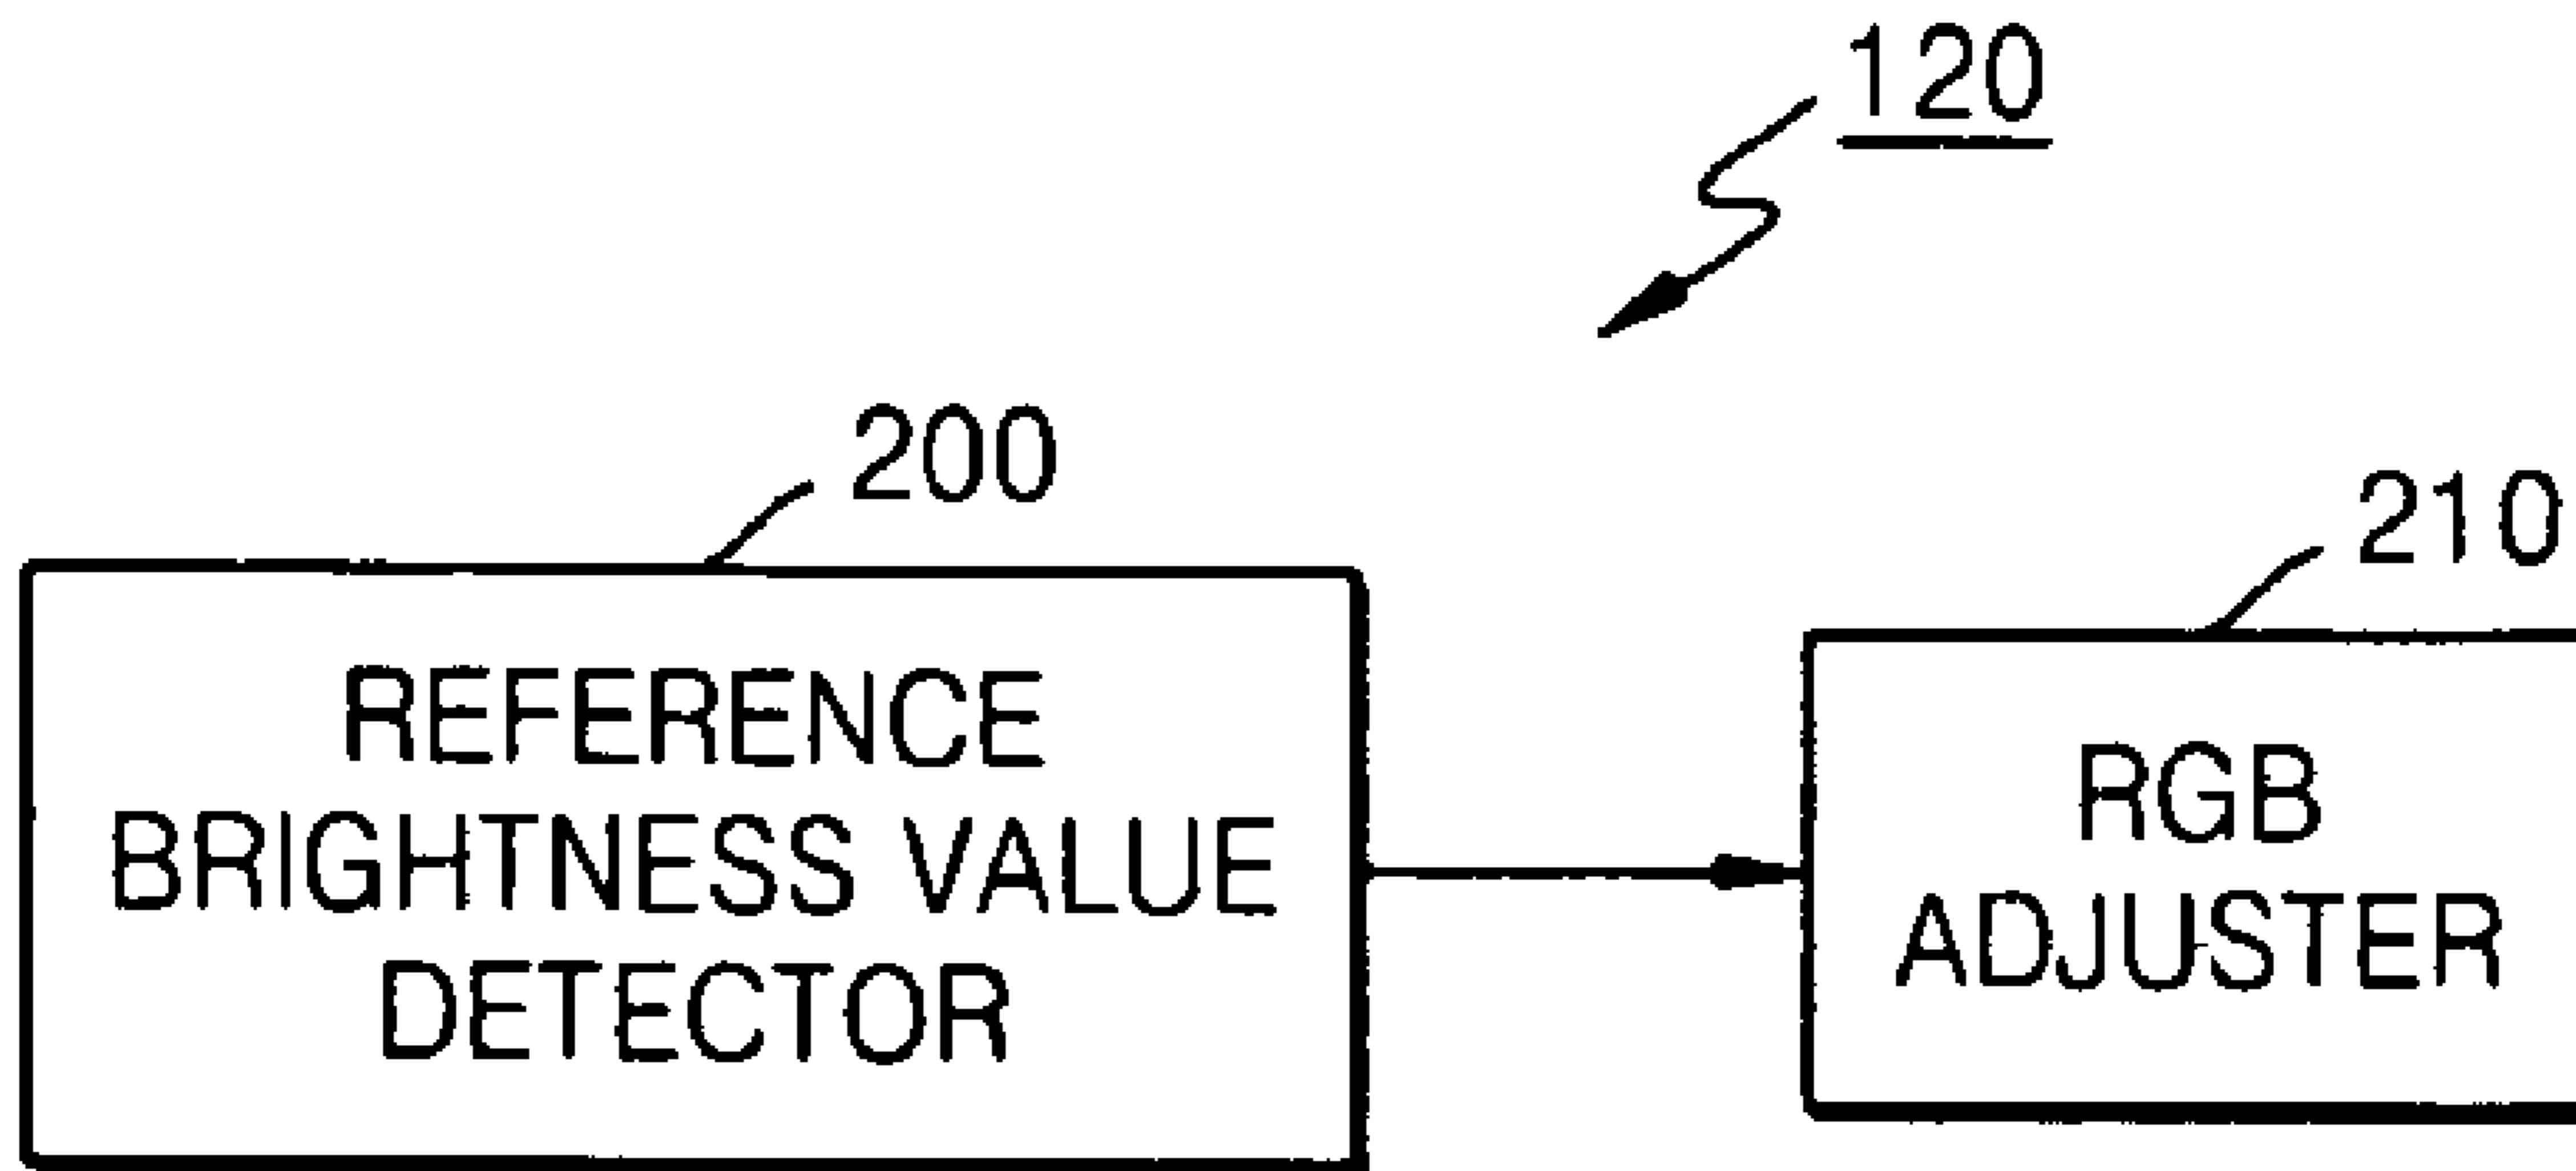 120
200
210
REFERENCE
BRIGHTNESS VALUE
DETECTOR
RGB
ADJUSTER